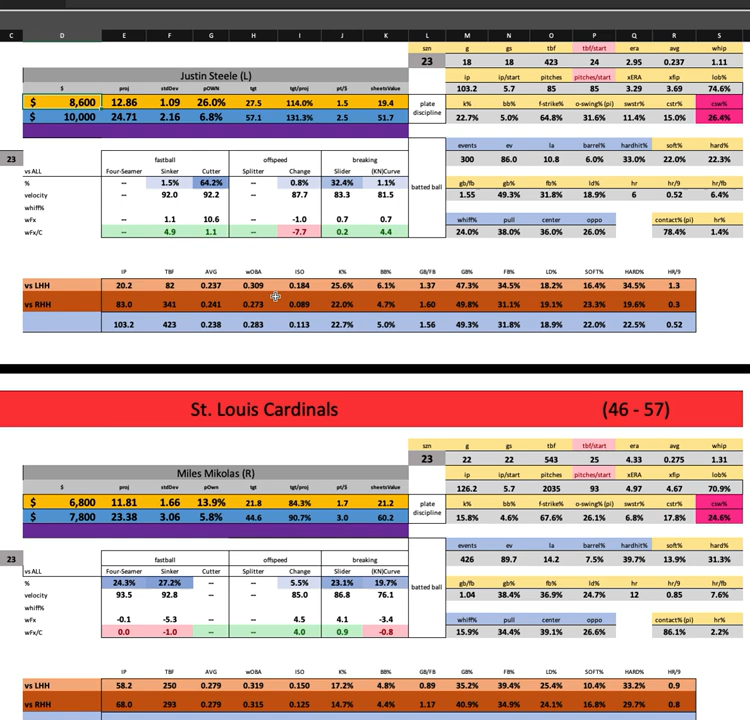 C D E F G H I J K L M N O P Q R S
szn g gs tbf tbf/start era avg whip
23 18 18 423 24 2.95 0.237 1.11
Justin Steele (L) ip ip/start pitches pitches/start xERA xfip lob%
103.2 5.7 85 85 3.29 3.69 74.6%
$ proj stdDev pOWN tgt tgt/proj pt/$ sheetsValue
$ 8,600 12.86 1.09 26.0% 27.5 114.0% 1.5 19.4
plate discipline k% bb% f-strike% o-swing% (pi) swstr% cstr% csw%
$ 10,000 24.71 2.16 6.8% 57.1 131.3% 2.5 51.7 22.7% 5.0% 64.8% 31.6% 11.4% 15.0% 26.4%
events ev la barrel% hardhit% soft% hard%
23 fastball offspeed breaking 300 86.0 10.8 6.0% 33.0% 22.0% 22.3%
vs ALL Four-Seamer Sinker Cutter Splitter Change Slider (KN)Curve
% -- 1.5% 64.2% -- 0.8% 32.4% 1.1% batted ball gb/fb gb% fb% ld% hr hr/9 hr/fb
velocity -- 92.0 92.2 -- 87.7 83.3 81.5 1.55 49.3% 31.8% 18.9% 6 0.52 6.4%
whiff%
wFx -- 1.1 10.6 -- -1.0 0.7 0.7 whiff% pull center oppo contact% (pi) hr%
wFx/C -- 4.9 1.1 -- -7.7 0.2 4.4 24.0% 38.0% 36.0% 26.0% 78.4% 1.4%
IP TBF AVG wOBA ISO K% BB% GB/FB GB% FB% LD% SOFT% HARD% HR/9
vs LHH 20.2 82 0.237 0.309 0.184 25.6% 6.1% 1.37 47.3% 34.5% 18.2% 16.4% 34.5% 1.3
vs RHH 83.0 341 0.241 0.273 0.089 22.0% 4.7% 1.60 49.8% 31.1% 19.1% 23.3% 19.6% 0.3
103.2 423 0.238 0.283 0.113 22.7% 5.0% 1.56 49.3% 31.8% 18.9% 22.0% 22.5% 0.52
St. Louis Cardinals (46 - 57)
szn g gs tbf tbf/start era avg whip
23 22 22 543 25 4.33 0.275 1.31
Miles Mikolas (R) ip ip/start pitches pitches/start xERA xfip lob%
126.2 5.7 2035 93 4.97 4.67 70.9%
$ proj stdDev pOwn tgt tgt/proj pt/$ sheetsValue
$ 6,800 11.81 1.66 13.9% 21.8 84.3% 1.7 21.2
plate discipline k% bb% f-strike% o-swing% (pi) swstr% cstr% csw%
$ 7,800 23.38 3.06 5.8% 44.6 90.7% 3.0 60.2 15.8% 4.6% 67.6% 26.1% 6.8% 17.8% 24.6%
events ev la barrel% hardhit% soft% hard%
23 fastball offspeed breaking 426 89.7 14.2 7.5% 39.7% 13.9% 31.3%
vs ALL Four-Seamer Sinker Cutter Splitter Change Slider (KN)Curve
% 24.3% 27.2% -- -- 5.5% 23.1% 19.7% batted ball gb/fb gb% fb% ld% hr hr/9 hr/fb
velocity 93.5 92.8 -- -- 85.0 86.8 76.1 1.04 38.4% 36.9% 24.7% 12 0.85 7.6%
whiff%
wFx -0.1 -5.3 -- -- 4.5 4.1 -3.4 whiff% pull center oppo contact% (pi) hr%
wFx/C 0.0 -1.0 -- -- 4.0 0.9 -0.8 15.9% 34.4% 39.1% 26.6% 86.1% 2.2%
IP TBF AVG wOBA ISO K% BB% GB/FB GB% FB% LD% SOFT% HARD% HR/9
vs LHH 58.2 250 0.279 0.319 0.150 17.2% 4.8% 0.89 35.2% 39.4% 25.4% 10.4% 33.2% 0.9
vs RHH 68.0 293 0.279 0.315 0.125 14.7% 4.4% 1.17 40.9% 34.9% 24.1% 16.8% 29.7% 0.8